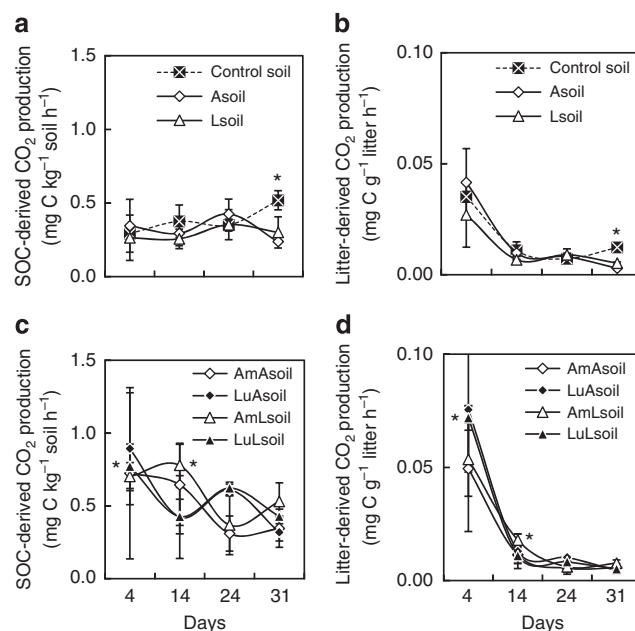 a
SOC-derived CO₂ production
(mg C kg⁻¹ soil h⁻¹)
1.5
1.0
0.5
0.0
Control soil
Asoil
Lsoil
*
b
Litter-derived CO₂ production
(mg C g⁻¹ litter h⁻¹)
0.10
0.05
0.00
Control soil
Asoil
Lsoil
*
c
SOC-derived CO₂ production
(mg C kg⁻¹ soil h⁻¹)
1.5
1.0
0.5
0.0
AmAsoil
LuAsoil
AmLsoil
LuLsoil
*
*
4 14 24 31
Days
d
Litter-derived CO₂ production
(mg C g⁻¹ litter h⁻¹)
0.10
0.05
0.00
AmAsoil
LuAsoil
AmLsoil
LuLsoil
*
*
4 14 24 31
Days